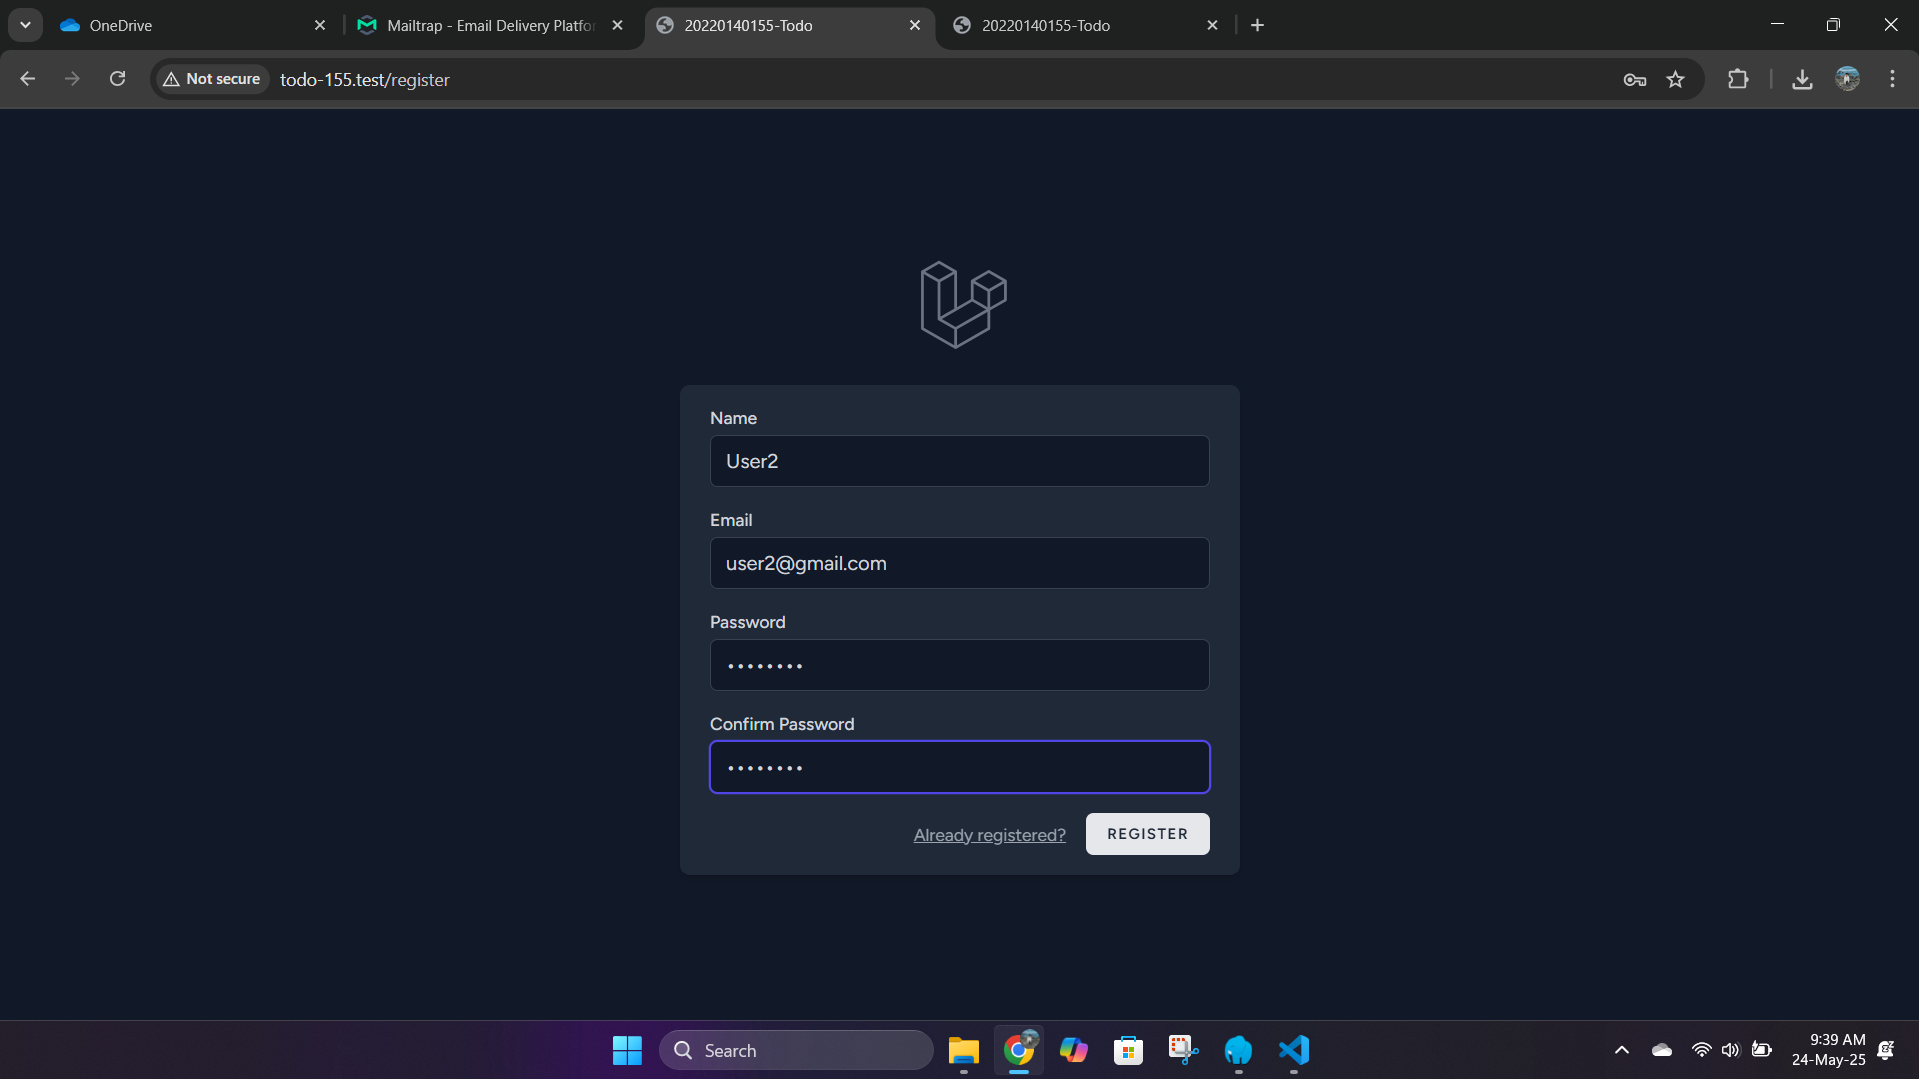 OneDrive
Mailtrap - Email Delivery Platfo
20220140155-Todo
20220140155-Todo
Not secure
todo-155.test/register
Name
User2
Email
user2@gmail.com
Password
••••••••
Confirm Password
••••••••
Already registered?
REGISTER
Search
9:39 AM
24-May-25